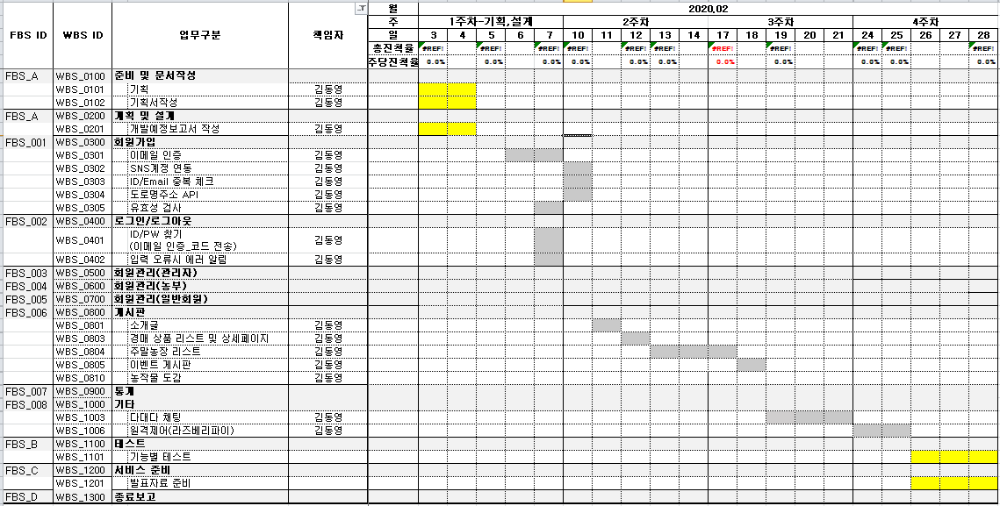 월 2020.02
주 1주차-기획,설계 2주차 3주차 4주차
FBS ID WBS ID 업무구분 책임자
일 3 4 5 6 7 10 11 12 13 14 17 18 19 20 21 24 25 26 27 28
총진척율 #REF! #REF! #REF! #REF! #REF! #REF! #REF! #REF! #REF! #REF! #REF!
주당진척율 0.0% 0.0% 0.0% 0.0% 0.0% 0.0% 0.0% 0.0% 0.0% 0.0% 0.0%
FBS_A WBS_0100 준비 및 문서작성
WBS_0101 기획 김동영
WBS_0102 기획서작성 김동영
FBS_A WBS_0200 계획 및 설계
WBS_0201 개발예정보고서 작성 김동영
FBS_001 WBS_0300 회원가입
WBS_0301 이메일 인증 김동영
WBS_0302 SNS계정 연동 김동영
WBS_0303 ID/Email 중복 체크 김동영
WBS_0304 도로명주소 API 김동영
WBS_0305 유효성 검사 김동영
FBS_002 WBS_0400 로그인/로그아웃
WBS_0401 ID/PW 찾기 김동영
(이메일 인증_코드 전송)
WBS_0402 입력 오류시 에러 알림 김동영
FBS_003 WBS_0500 회원관리(관리자)
FBS_004 WBS_0600 회원관리(농부)
FBS_005 WBS_0700 회원관리(일반회원)
FBS_006 WBS_0800 게시판
WBS_0801 소개글 김동영
WBS_0803 경매 상품 리스트 및 상세페이지 김동영
WBS_0804 주말농장 리스트 김동영
WBS_0805 이벤트 게시판 김동영
WBS_0810 농작물 도감 김동영
FBS_007 WBS_0900 통계
FBS_008 WBS_1000 기타
WBS_1003 다대다 채팅 김동영
WBS_1006 원격제어(라즈베리파이) 김동영
FBS_B WBS_1100 테스트
WBS_1101 기능별 테스트
FBS_C WBS_1200 서비스 준비
WBS_1201 발표자료 준비
FBS_D WBS_1300 종료보고